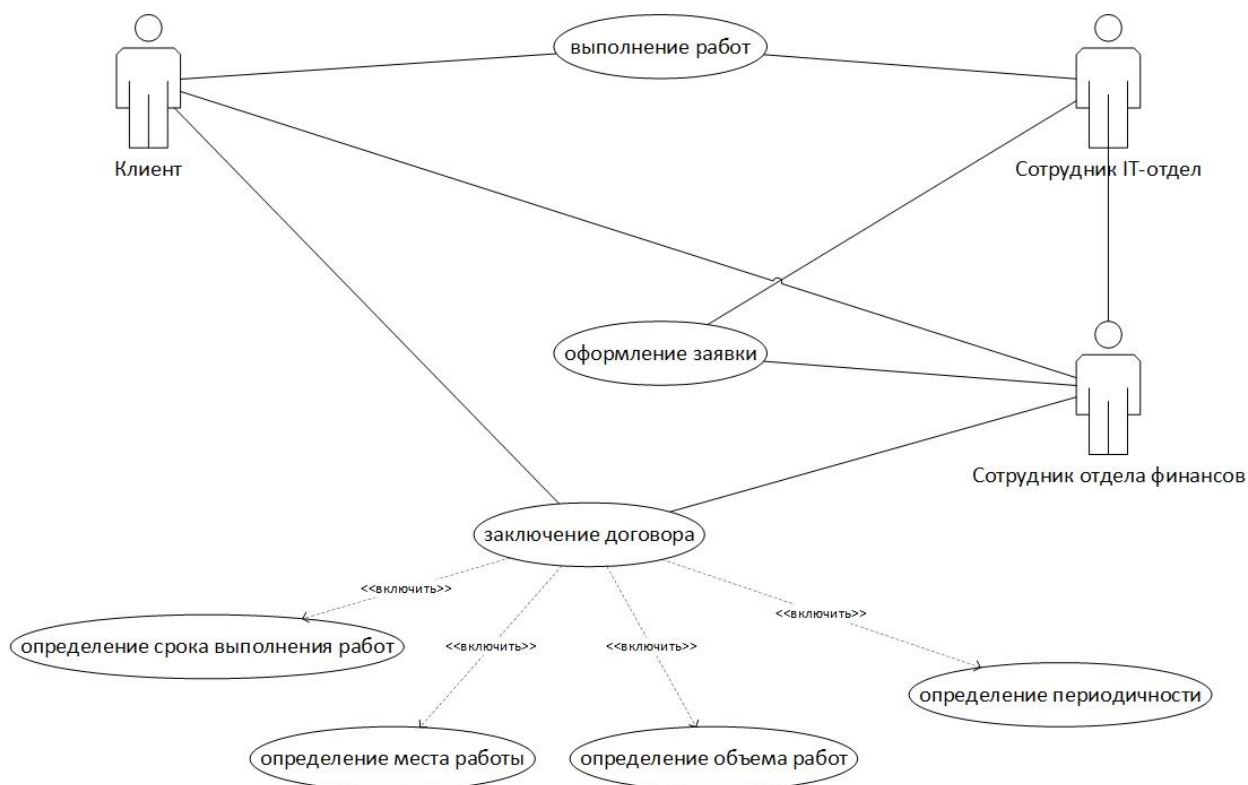 выполнение работ
Клиент
Сотрудник IT-отдел
оформление заявки
Сотрудник отдела финансов
заключение договора
<<включить>>
<<включить>>
определение срока выполнения работ
<<включить>>
<<включить>>
определение периодичности
определение места работы
определение объема работ